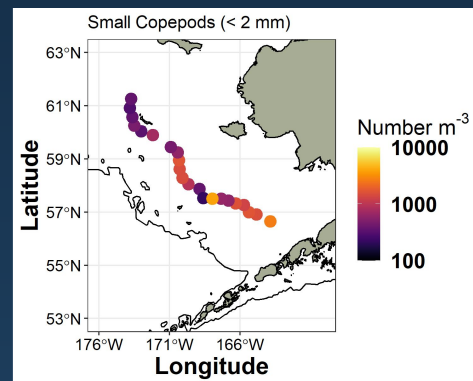 Small Copepods (< 2 mm)
63°N
61°N
59°N
57°N
55°N
53°N
Latitude
176°W
171°W
166°W
Longitude
Number m⁻³
10000
1000
100